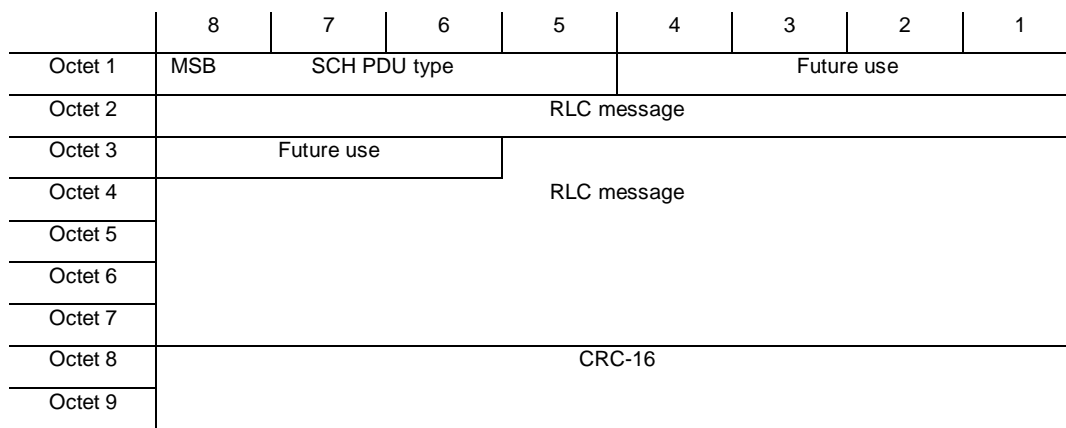 8 7 6 5 4 3 2 1
Octet 1 MSB SCH PDU type Future use
Octet 2 RLC message
Octet 3 Future use
Octet 4 RLC message
Octet 5
Octet 6
Octet 7
Octet 8 CRC-16
Octet 9